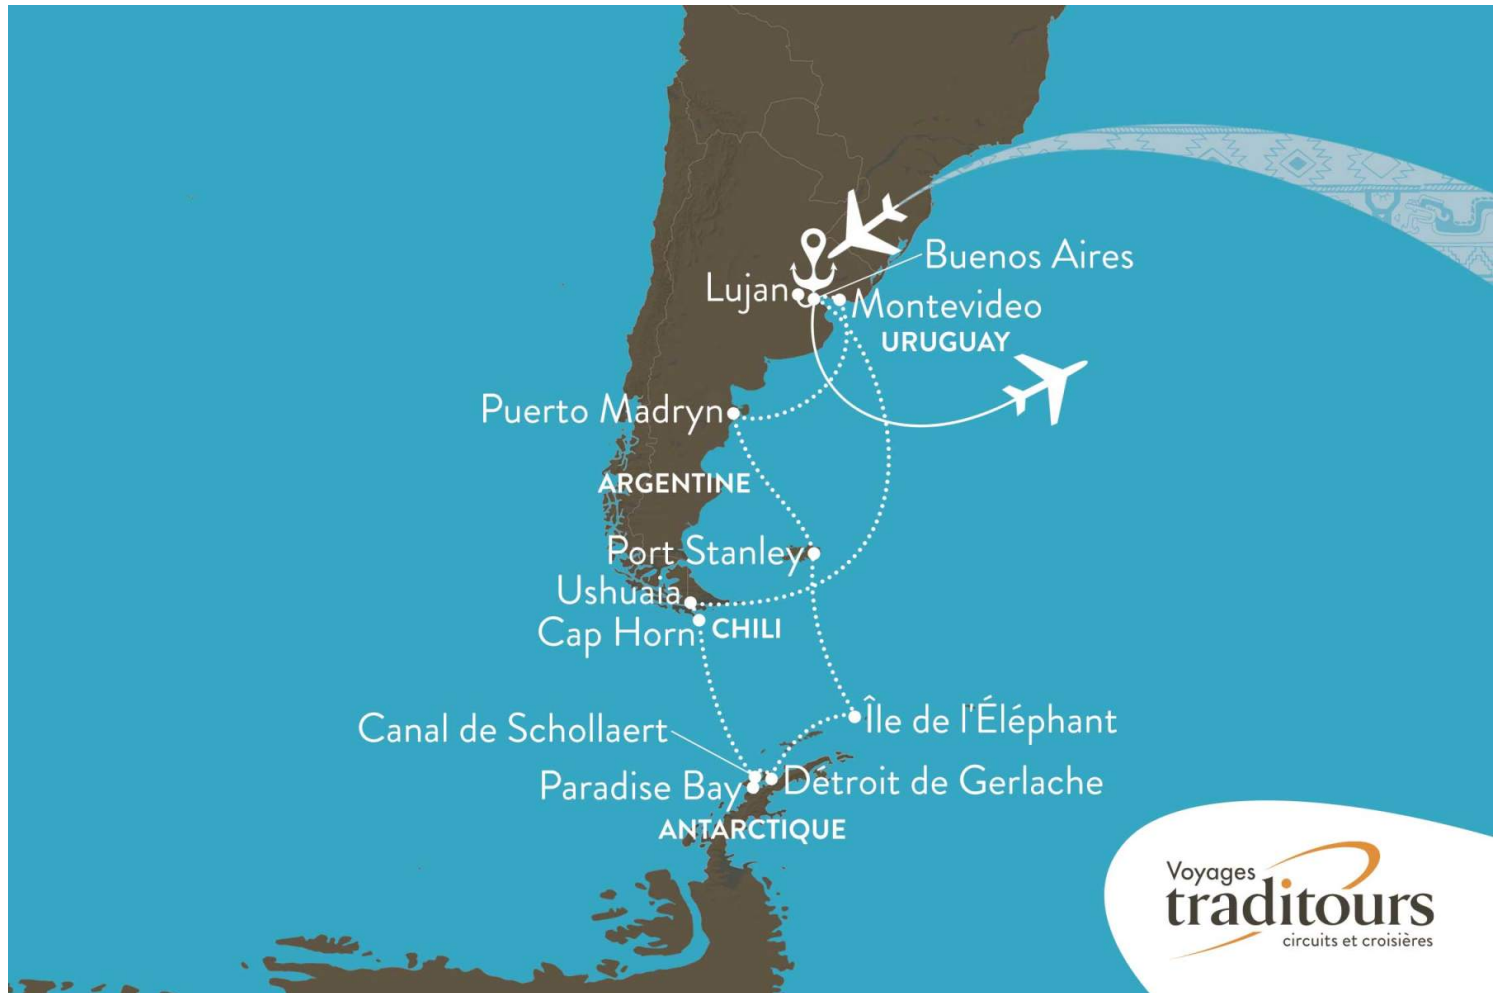 Buenos Aires
Lujan
Montevideo
URUGUAY
Puerto Madryn
ARGENTINE
Port Stanley
Ushuaia
Cap Horn
CHILI
Île de l'Éléphant
Canal de Schollaert
Paradise Bay
Détroit de Gerlache
ANTARCTIQUE
Voyages
traditours
circuits et croisières